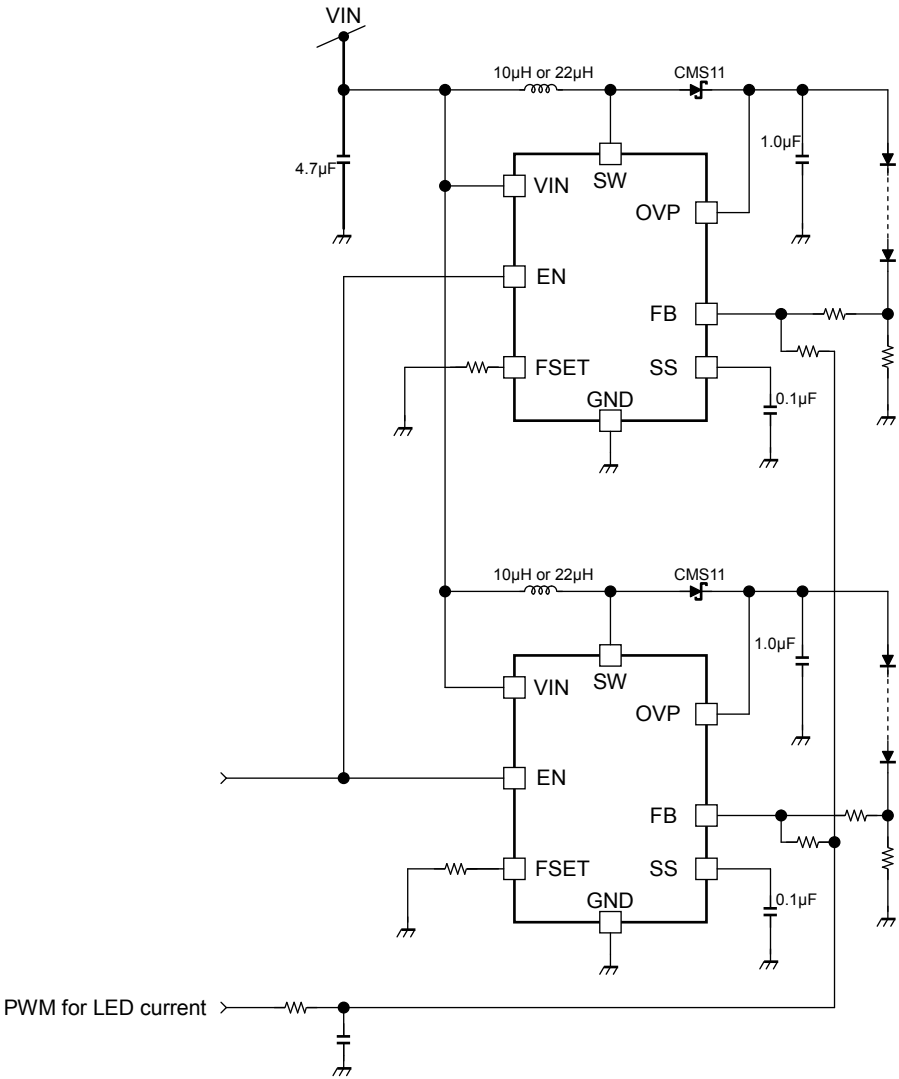 VIN
10µH or 22µH
CMS11
4.7µF
1.0µF
SW
VIN
OVP
EN
FB
FSET
SS
GND
0.1µF
10µH or 22µH
CMS11
1.0µF
SW
VIN
OVP
EN
FB
FSET
SS
GND
0.1µF
PWM for LED current